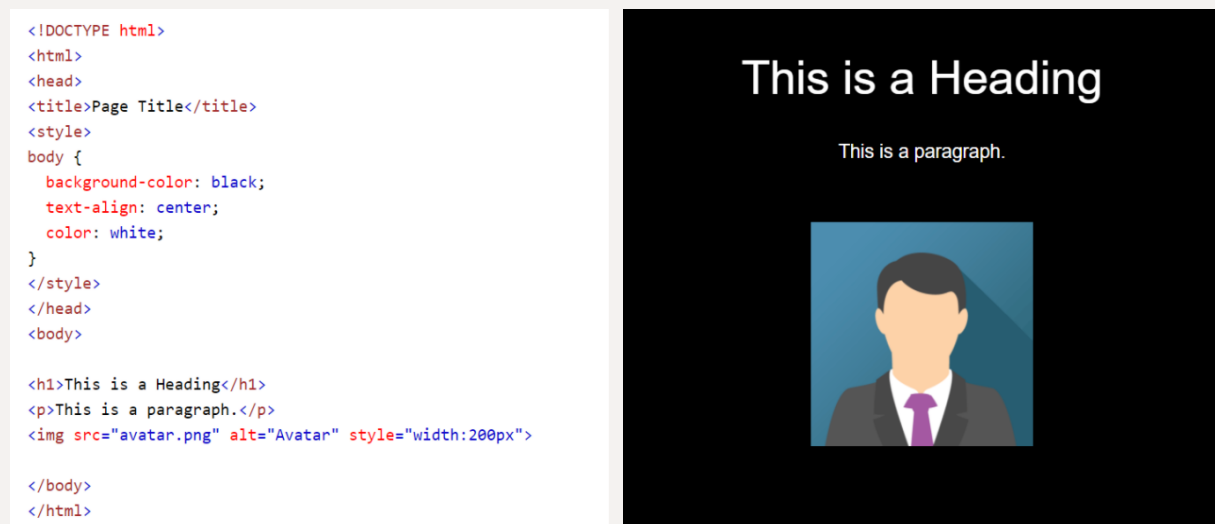 <!DOCTYPE html>
<html>
<head>
<title>Page Title</title>
<style>
body {
  background-color: black;
  text-align: center;
  color: white;
}
</style>
</head>
<body>
<h1>This is a Heading</h1>
<p>This is a paragraph.</p>
<img src="avatar.png" alt="Avatar" style="width:200px">
</body>
</html>
This is a Heading
This is a paragraph.